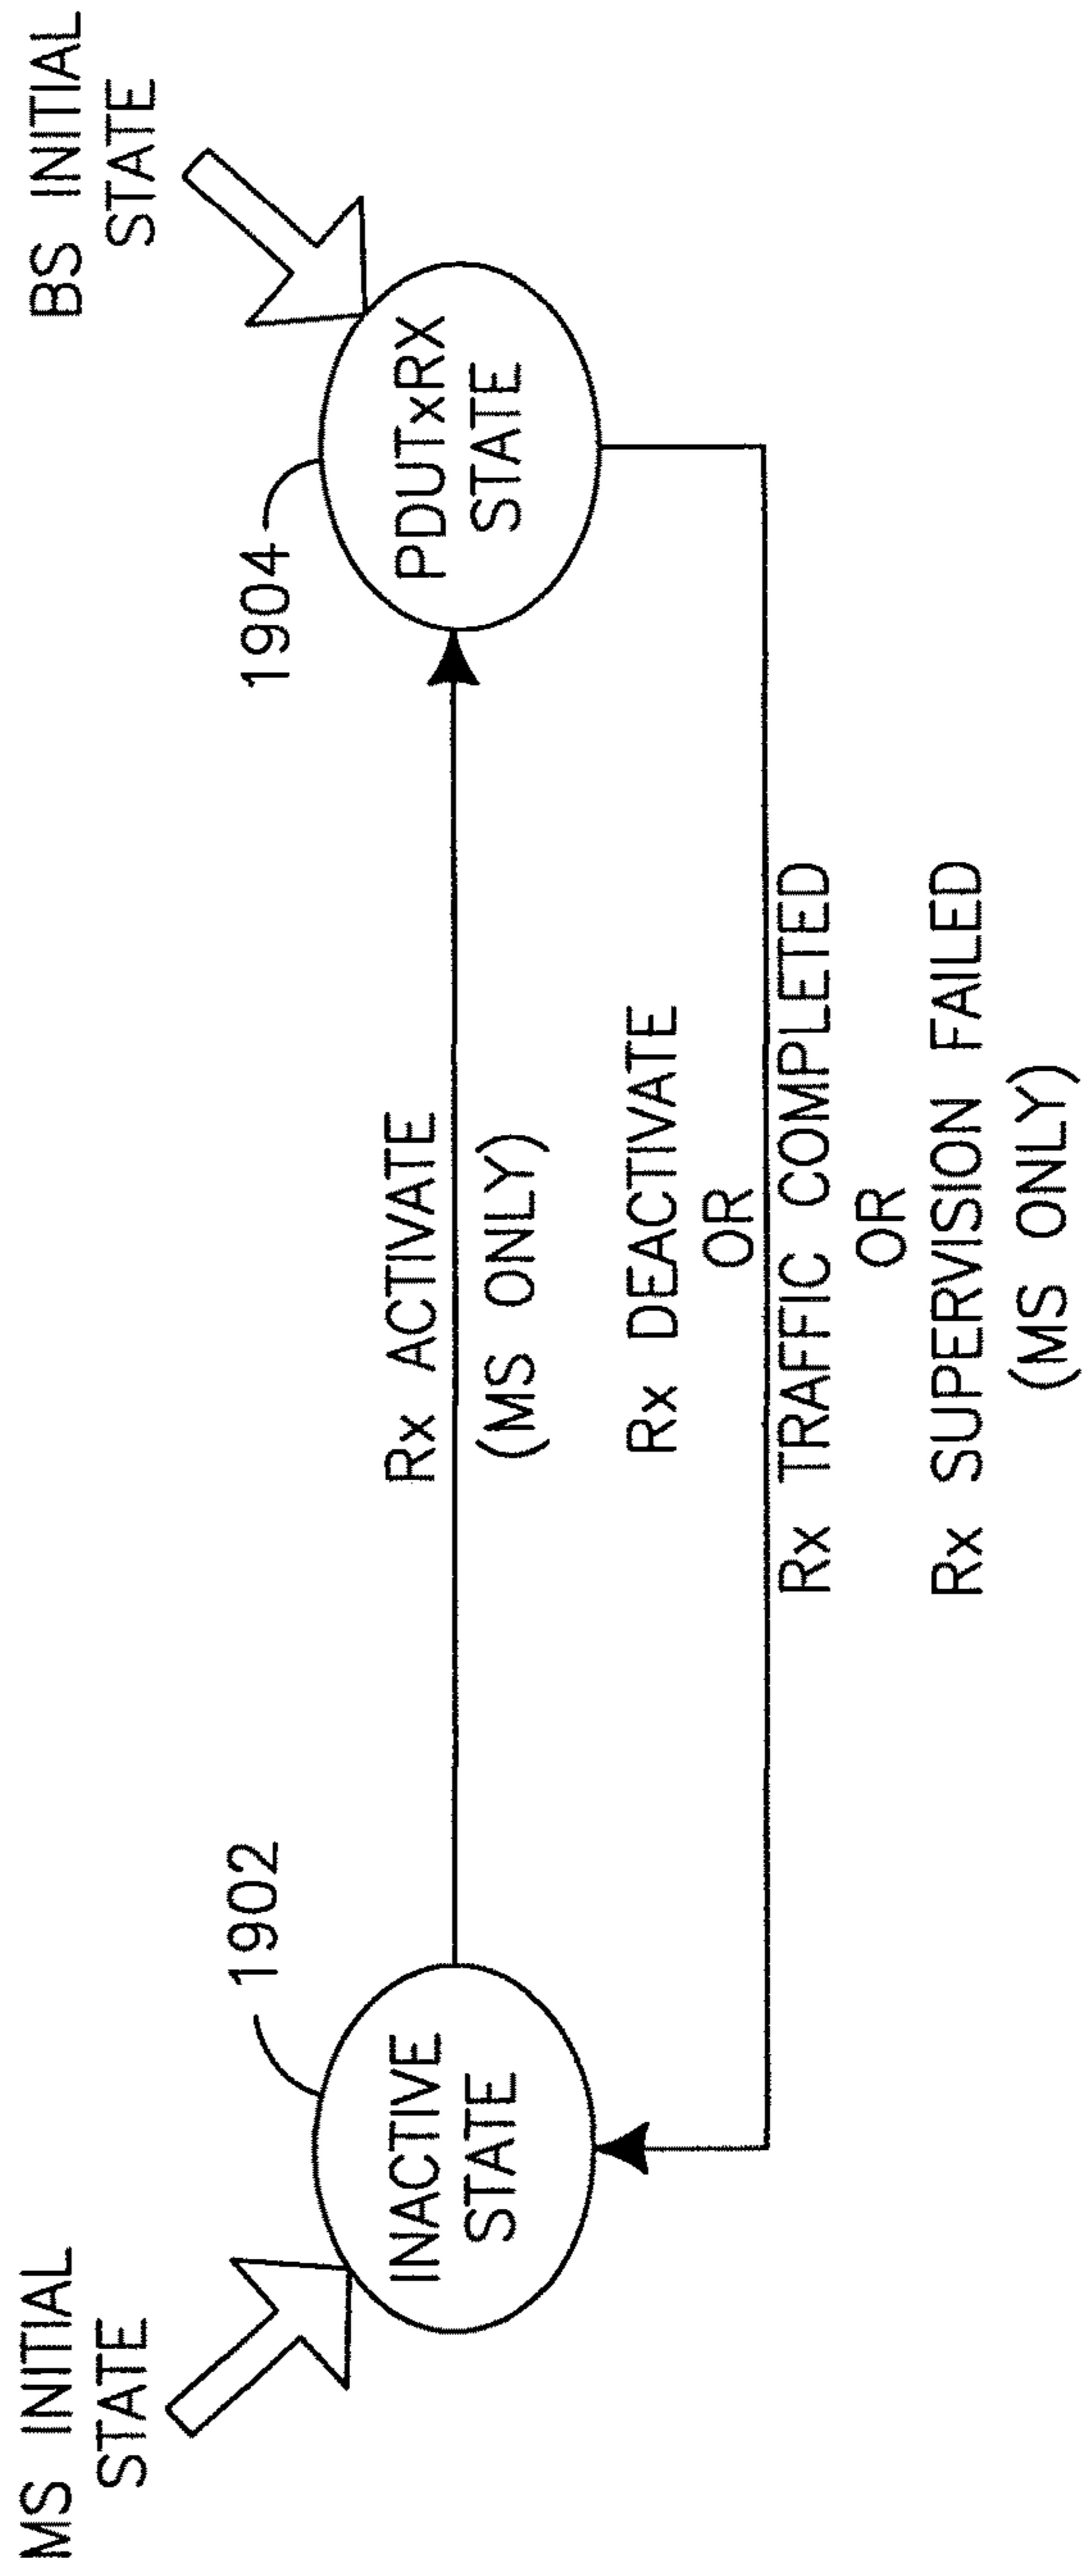 MS INITIAL
STATE
BS INITIAL
STATE
1902
1904
INACTIVE
STATE
PDUTxRX
STATE
Rx ACTIVATE
(MS ONLY)
Rx DEACTIVATE
OR
Rx TRAFFIC COMPLETED
OR
Rx SUPERVISION FAILED
(MS ONLY)